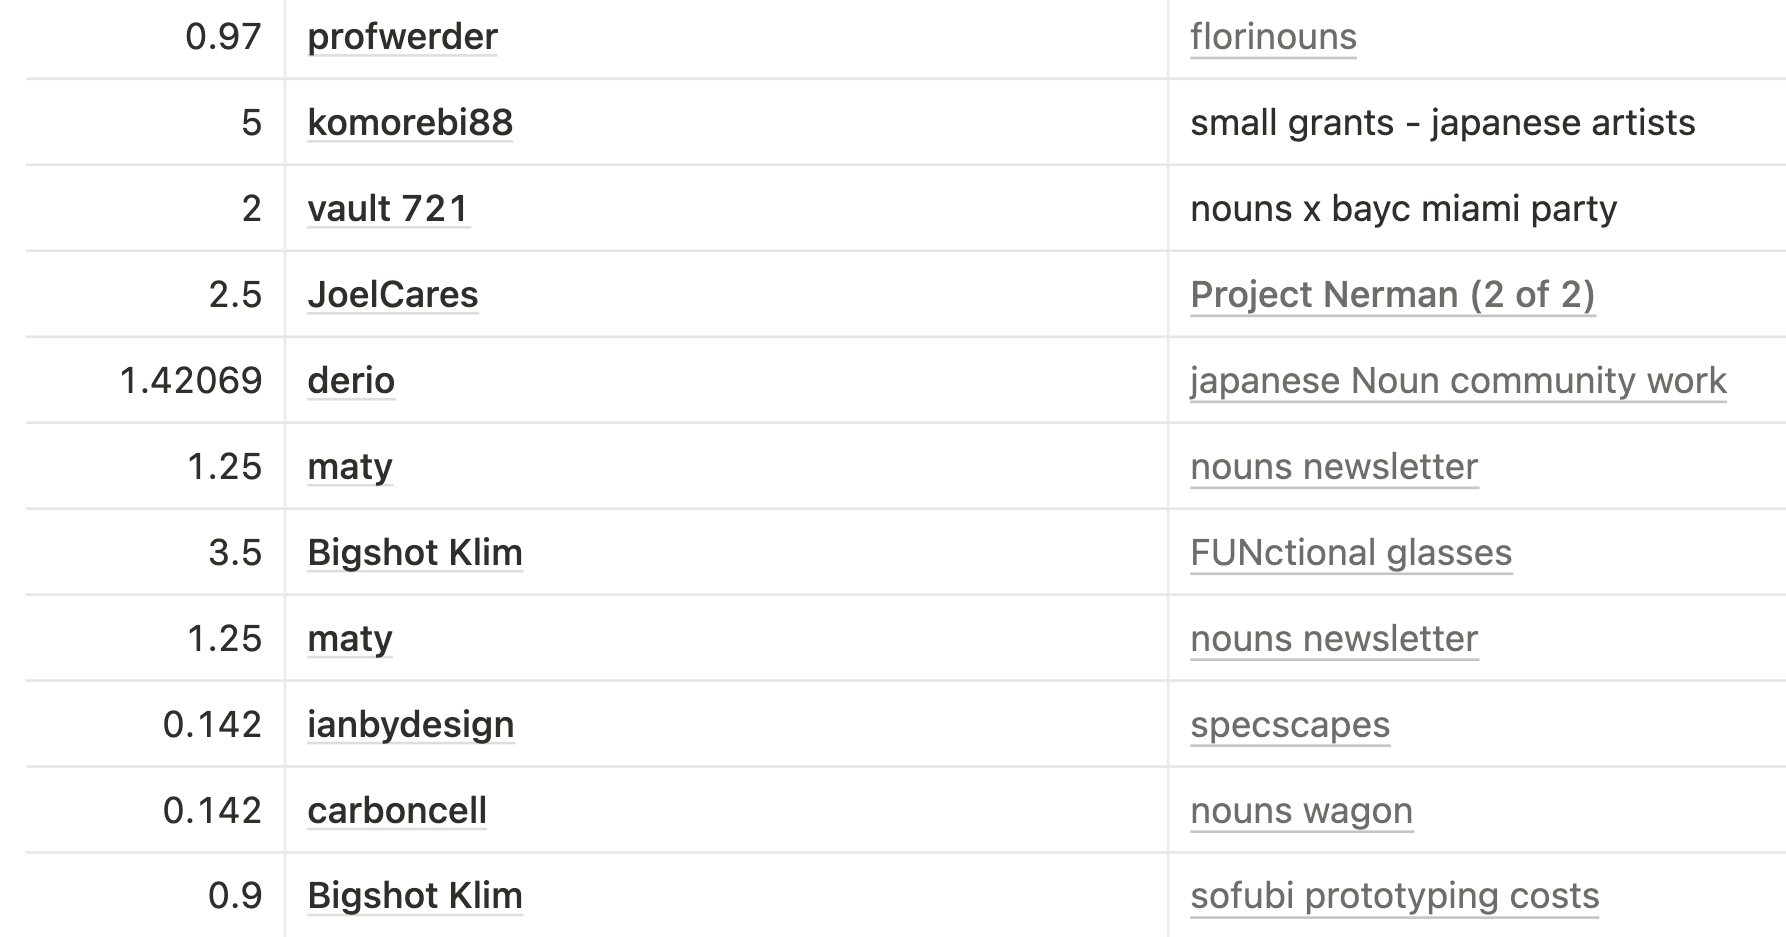 0.97 profwerder florinouns
5 komorebi88 small grants - japanese artists
2 vault 721 nouns x bayc miami party
2.5 JoelCares Project Nerman (2 of 2)
1.42069 derio japanese Noun community work
1.25 maty nouns newsletter
3.5 Bigshot Klim FUNctional glasses
1.25 maty nouns newsletter
0.142 ianbydesign specscapes
0.142 carboncell nouns wagon
0.9 Bigshot Klim sofubi prototyping costs